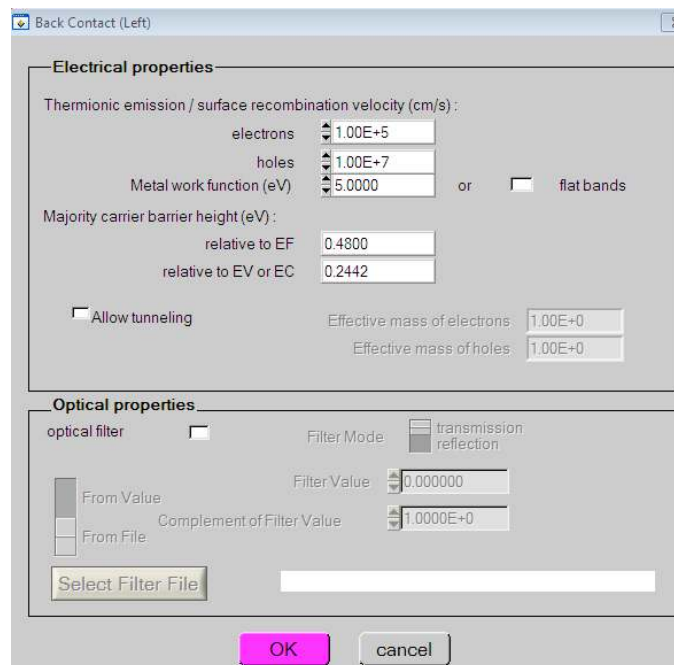 Back Contact (Left)
Electrical properties
Thermionic emission / surface recombination velocity (cm/s) :
electrons 1.00E+5
holes 1.00E+7
Metal work function (eV) 5.0000 or flat bands
Majority carrier barrier height (eV) :
relative to EF 0.4800
relative to EV or EC 0.2442
Allow tunneling Effective mass of electrons 1.00E+0
Effective mass of holes 1.00E+0
Optical properties
optical filter Filter Mode transmission
reflection
From Value Filter Value 0.000000
From File Complement of Filter Value 1.0000E+0
Select Filter File
OK cancel